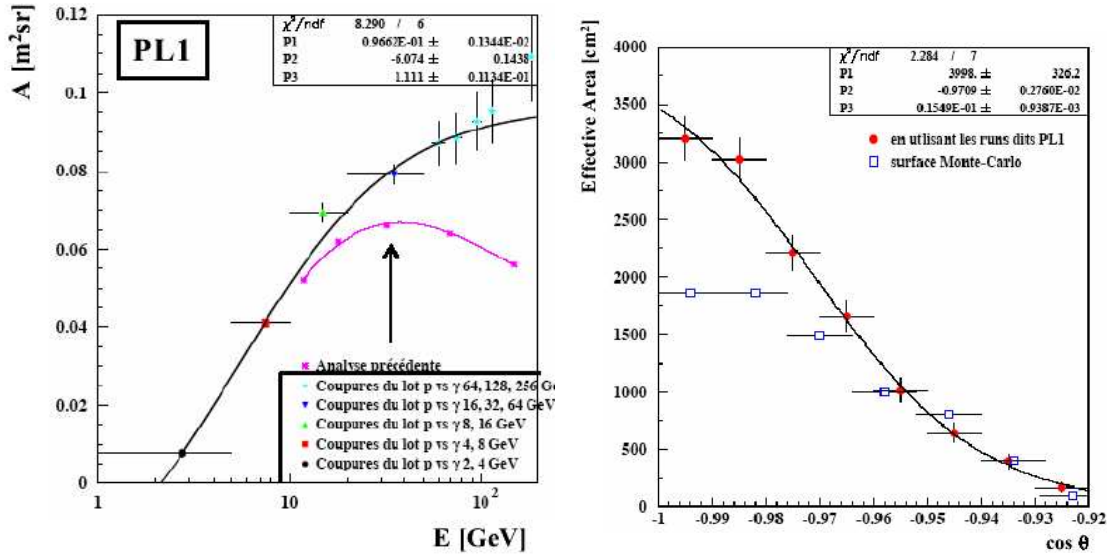 A [m²sr]
0.12
0.1
0.08
0.06
0.04
0.02
0
PL1
χ²/ndf 8.290 / 6
P1 0.9662E-01 ± 0.1344E-02
P2 -6.074 ± 0.1438
P3 1.111 ± 0.1134E-01
Analyse précédente
Coupures du lot p vs γ 64, 128, 256 Ge
Coupures du lot p vs γ 16, 32, 64 GeV
Coupures du lot p vs γ 8, 16 GeV
Coupures du lot p vs γ 4, 8 GeV
Coupures du lot p vs γ 2, 4 GeV
1 10 10²
E [GeV]
Effective Area [cm²]
4000
3500
3000
2500
2000
1500
1000
500
0
χ²/ndf 2.284 / 7
P1 3998. ± 326.2
P2 -0.9709 ± 0.2760E-02
P3 0.1549E-01 ± 0.9387E-03
en utilisant les runs dits PL1
surface Monte-Carlo
-1 -0.99 -0.98 -0.97 -0.96 -0.95 -0.94 -0.93 -0.92
cos θ